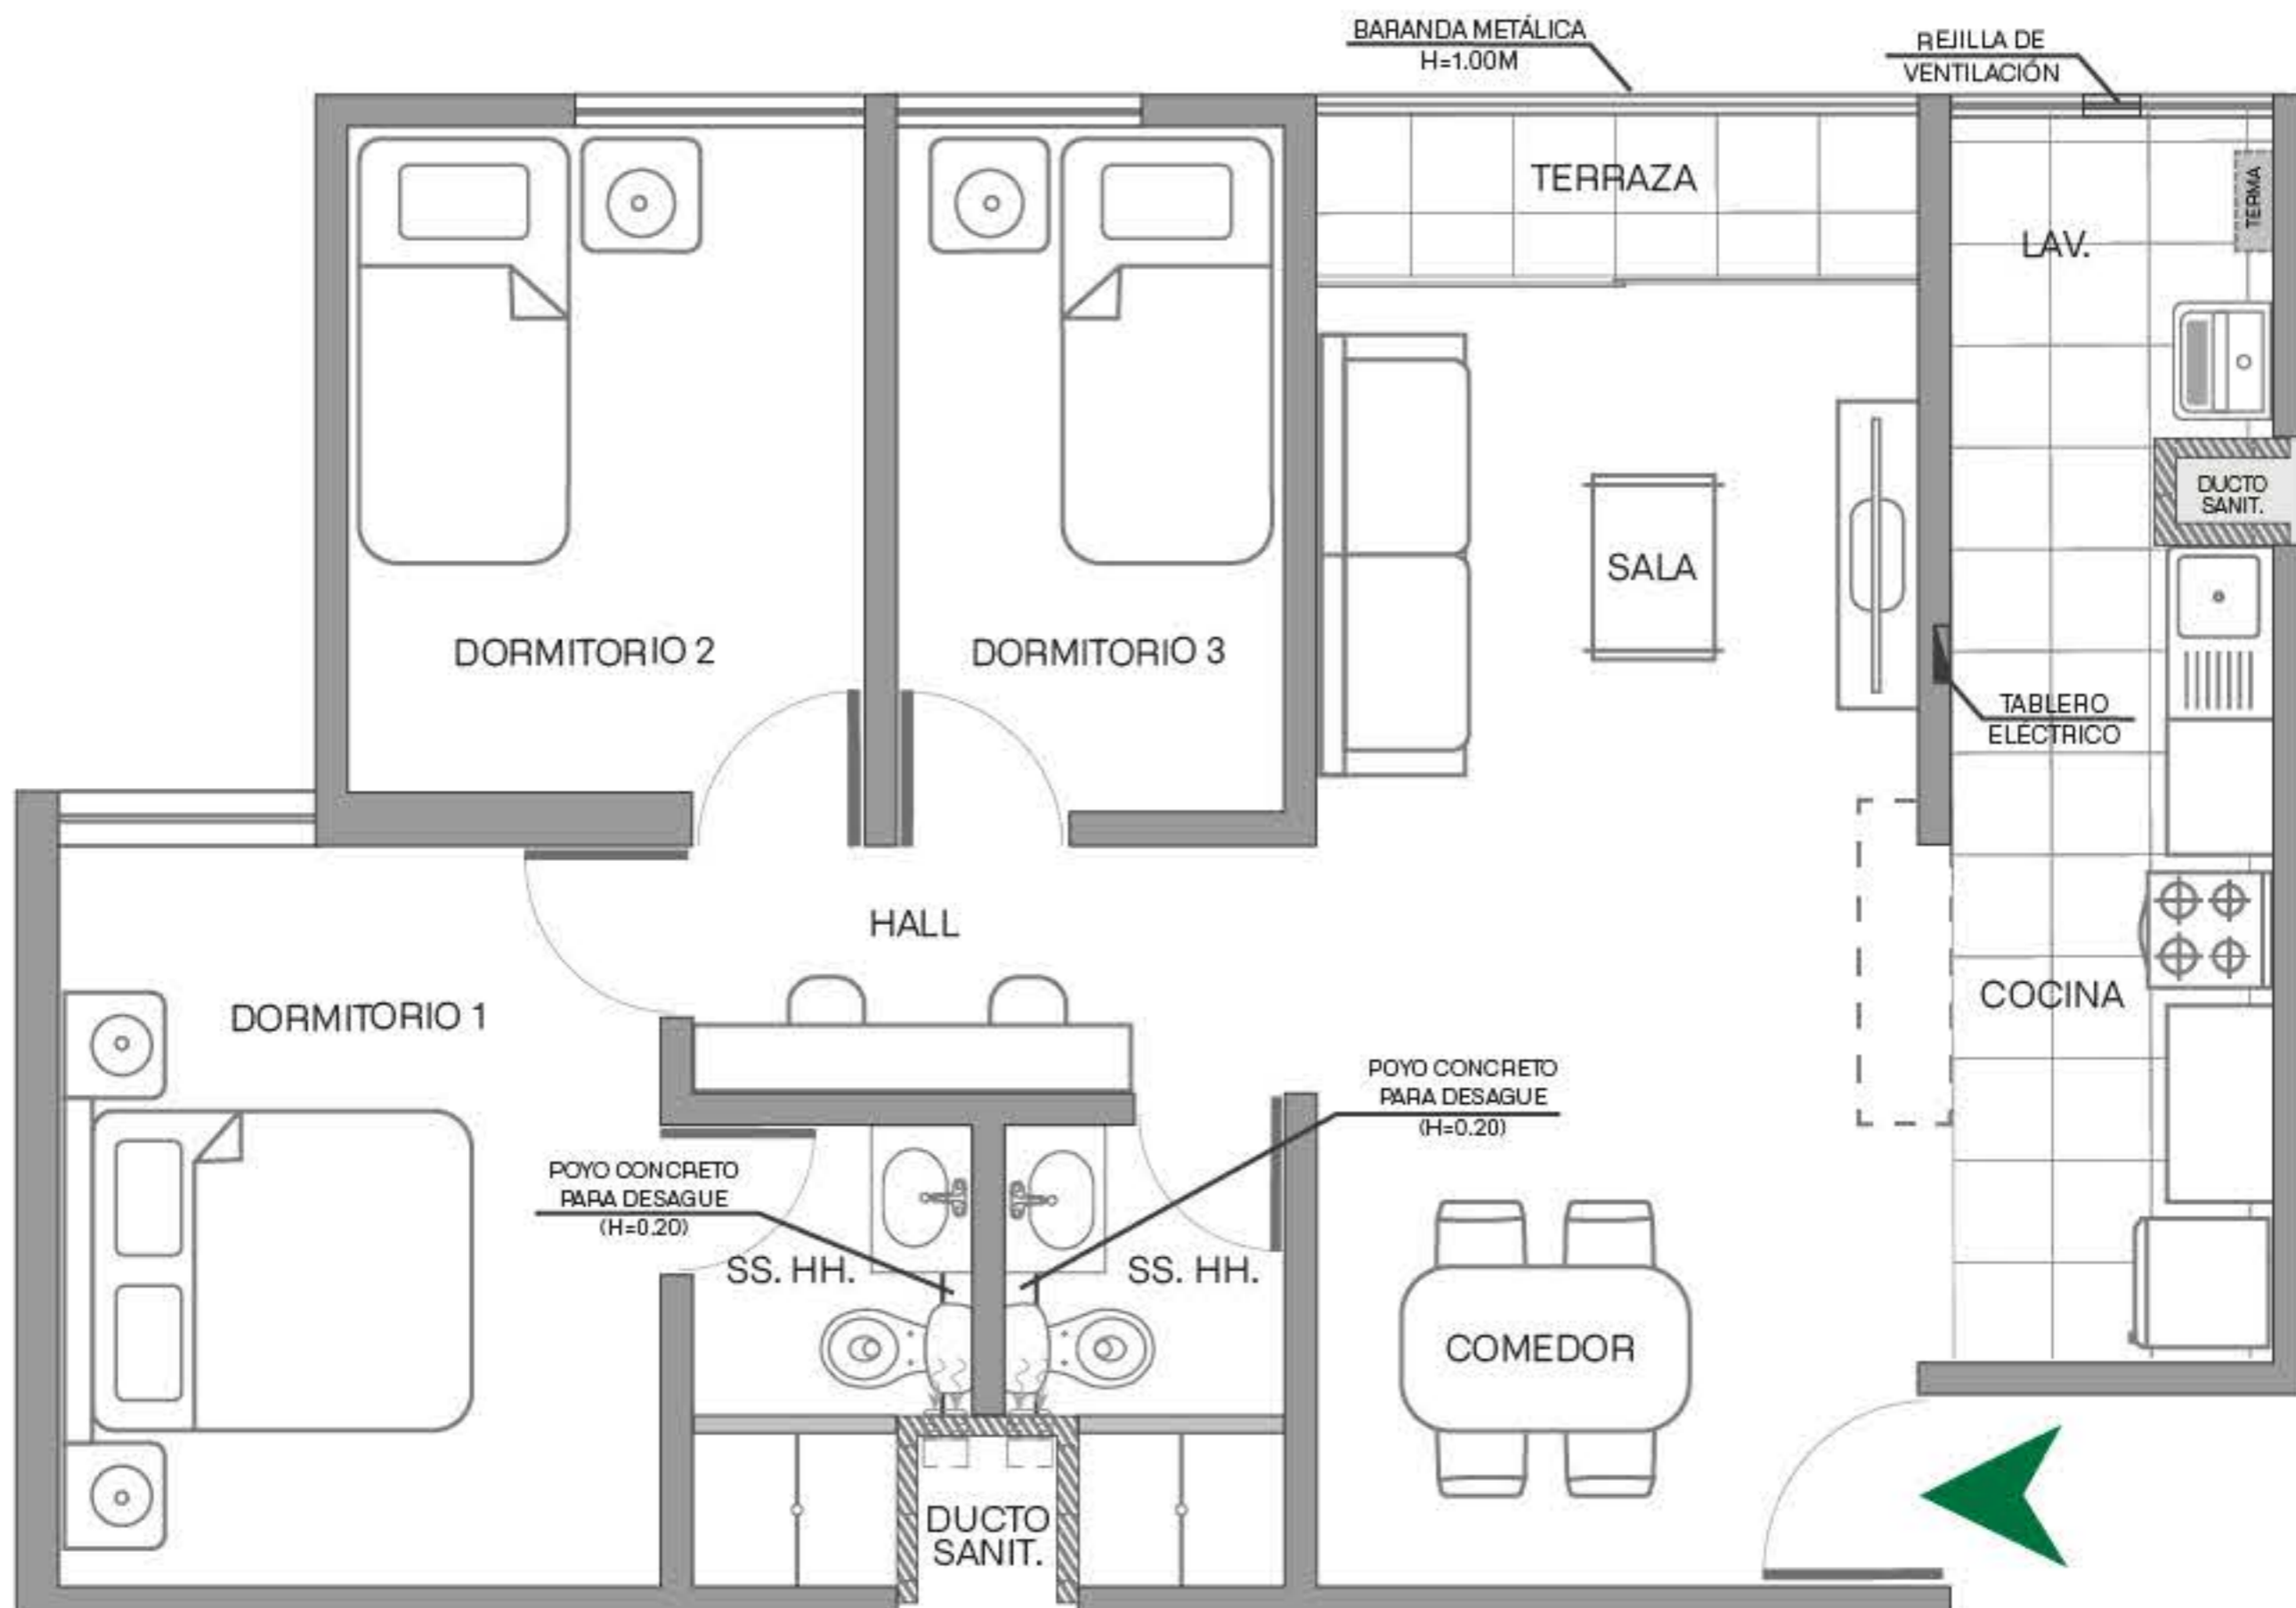 BARANDA METÁLICA
H=1.00M
REJILLA DE
VENTILACIÓN
TERRAZA
TERMA
LAV.
DUCTO
SANIT.
SALA
DORMITORIO 2
DORMITORIO 3
TABLERO
ELÉCTRICO
HALL
DORMITORIO 1
COCINA
POYO CONCRETO
PARA DESAGUE
(H=0.20)
POYO CONCRETO
PARA DESAGUE
(H=0.20)
SS. HH.
SS. HH.
COMEDOR
DUCTO
SANIT.